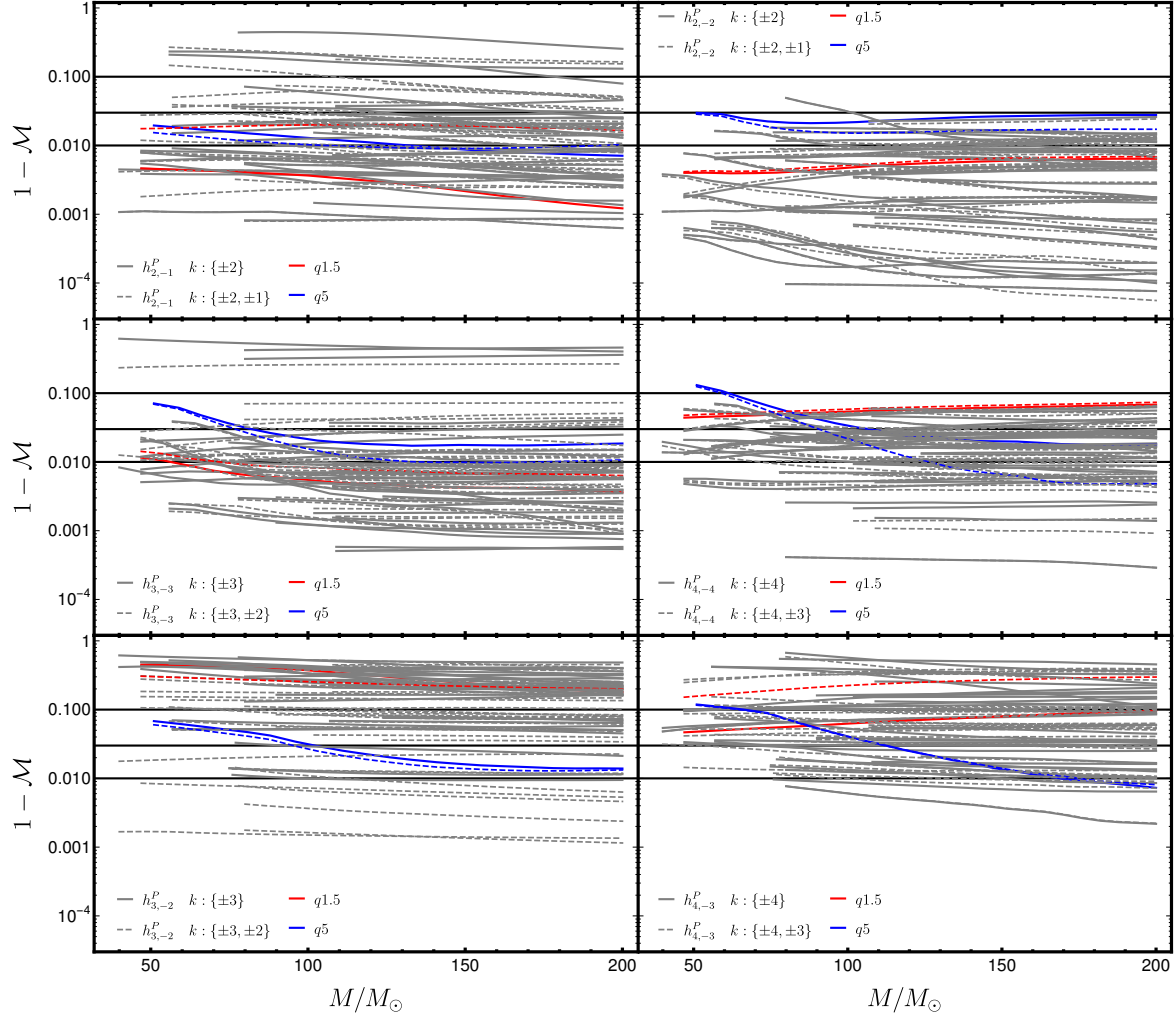 1
0.100
0.010
0.001
10⁻⁴
1 − ℳ
h^P_{2,−1} k : {±2} q1.5
h^P_{2,−1} k : {±2, ±1} q5
h^P_{2,−2} k : {±2} q1.5
h^P_{2,−2} k : {±2, ±1} q5
1
0.100
0.010
0.001
10⁻⁴
1 − ℳ
h^P_{3,−3} k : {±3} q1.5
h^P_{3,−3} k : {±3, ±2} q5
h^P_{4,−4} k : {±4} q1.5
h^P_{4,−4} k : {±4, ±3} q5
1
0.100
0.010
0.001
10⁻⁴
1 − ℳ
h^P_{3,−2} k : {±3} q1.5
h^P_{3,−2} k : {±3, ±2} q5
h^P_{4,−3} k : {±4} q1.5
h^P_{4,−3} k : {±4, ±3} q5
50 100 150 200
50 100 150 200
M/M_⊙
M/M_⊙